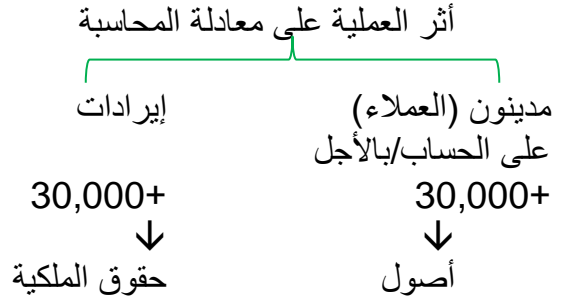 أثر العملية على معادلة المحاسبة
مدينون (العملاء) إيرادات
على الحساب/بالأجل
30,000+ 30,000+
أصول حقوق الملكية